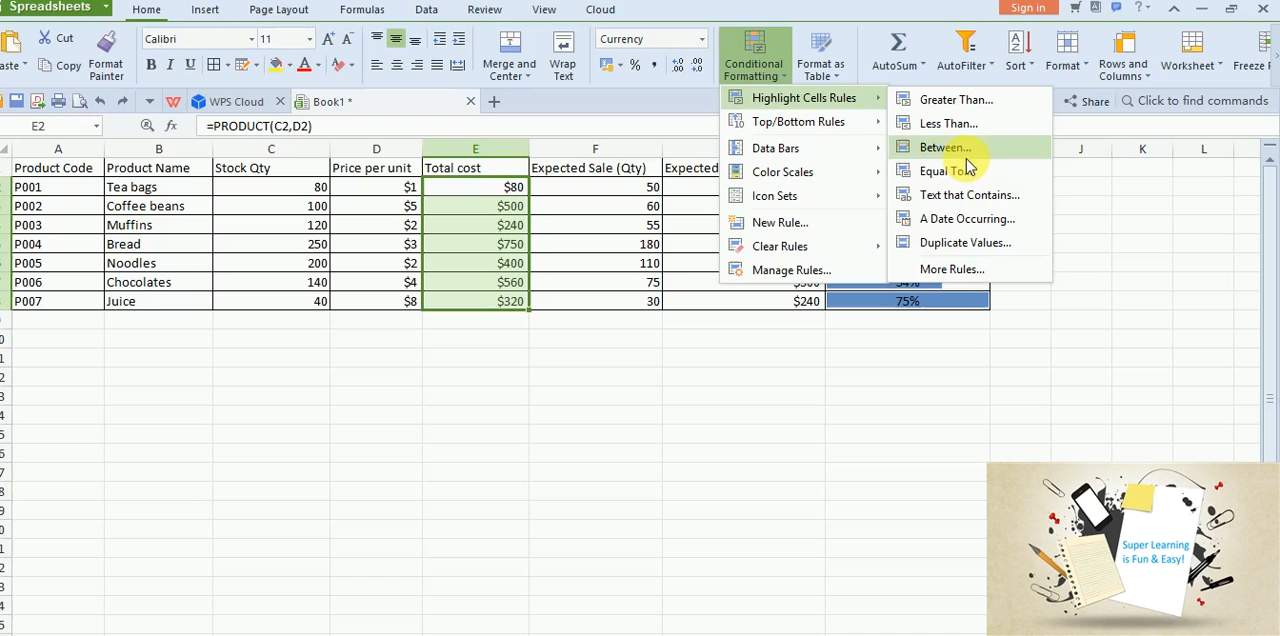 Spreadsheets
Home Insert Page Layout Formulas Data Review View Cloud Sign in
Cut Calibri 11 Currency
Copy Format Painter Merge and Center Wrap Text Conditional Formatting Format as Table AutoSum AutoFilter Sort Format Rows and Columns Worksheet
WPS Cloud Book1 * Share Click to find commands
E2 fx =PRODUCT(C2,D2)
A B C D E F J K L
Product Code Product Name Stock Qty Price per unit Total cost Expected Sale (Qty) Expected
P001 Tea bags 80 $1 $80 50
P002 Coffee beans 100 $5 $500 60
P003 Muffins 120 $2 $240 55
P004 Bread 250 $3 $750 180
P005 Noodles 200 $2 $400 110
P006 Chocolates 140 $4 $560 75
P007 Juice 40 $8 $320 30 $240 75%
Highlight Cells Rules
Top/Bottom Rules
Data Bars
Color Scales
Icon Sets
New Rule...
Clear Rules
Manage Rules...
Greater Than...
Less Than...
Between...
Equal To...
Text that Contains...
A Date Occurring...
Duplicate Values...
More Rules...
Super Learning
is Fun & Easy!